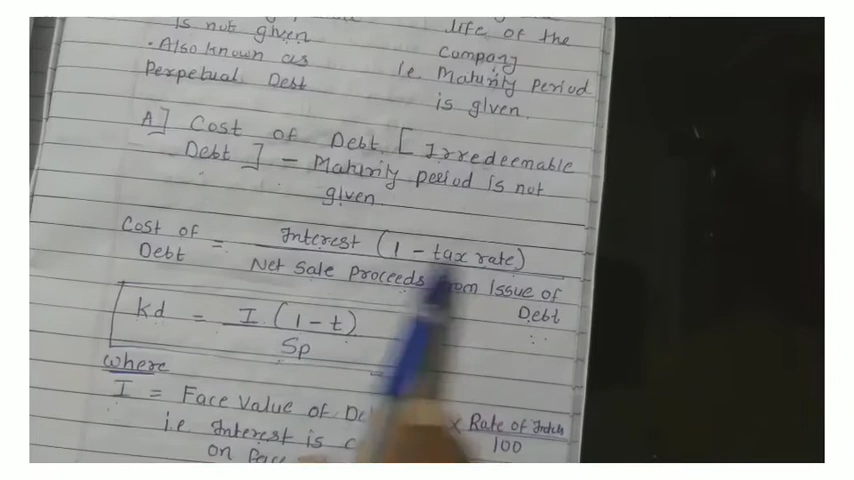 is not given
life of the
• Also known as
Company
Perpetual Debt
i.e. Maturity period
is given.
A] Cost of Debt [Irredeemable
Debt] - Maturity period is not
given
Cost of Debt = Interest (1 - tax rate)
Net Sale Proceeds from Issue of
Debt
Kd = I (1 - t)
Sp
where
I = Face Value of × Rate of
i.e Interest is 100
on